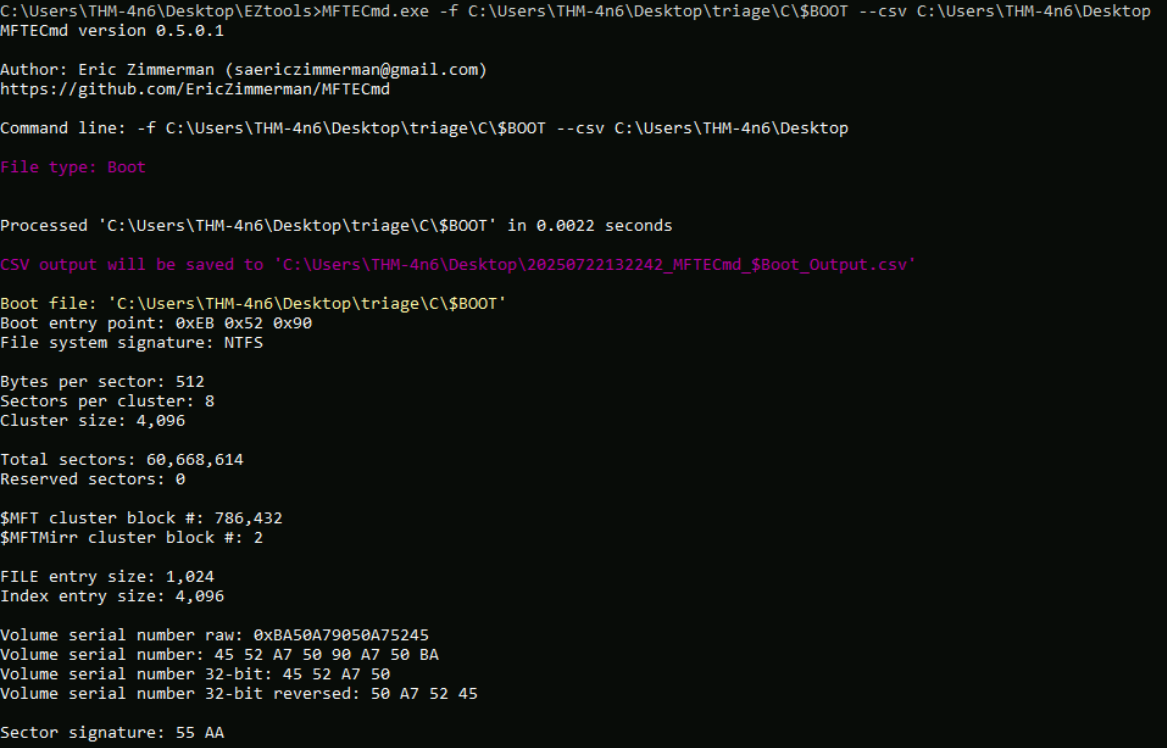 C:\Users\THM-4n6\Desktop\EZtools>MFTECmd.exe -f C:\Users\THM-4n6\Desktop\triage\C\$BOOT --csv C:\Users\THM-4n6\Desktop
MFTECmd version 0.5.0.1
Author: Eric Zimmerman (saericzimmerman@gmail.com)
https://github.com/EricZimmerman/MFTECmd
Command line: -f C:\Users\THM-4n6\Desktop\triage\C\$BOOT --csv C:\Users\THM-4n6\Desktop
File type: Boot
Processed 'C:\Users\THM-4n6\Desktop\triage\C\$BOOT' in 0.0022 seconds
CSV output will be saved to 'C:\Users\THM-4n6\Desktop\20250722132242_MFTECmd_$Boot_Output.csv'
Boot file: 'C:\Users\THM-4n6\Desktop\triage\C\$BOOT'
Boot entry point: 0xEB 0x52 0x90
File system signature: NTFS
Bytes per sector: 512
Sectors per cluster: 8
Cluster size: 4,096
Total sectors: 60,668,614
Reserved sectors: 0
$MFT cluster block #: 786,432
$MFTMirr cluster block #: 2
FILE entry size: 1,024
Index entry size: 4,096
Volume serial number raw: 0xBA50A79050A75245
Volume serial number: 45 52 A7 50 90 A7 50 BA
Volume serial number 32-bit: 45 52 A7 50
Volume serial number 32-bit reversed: 50 A7 52 45
Sector signature: 55 AA